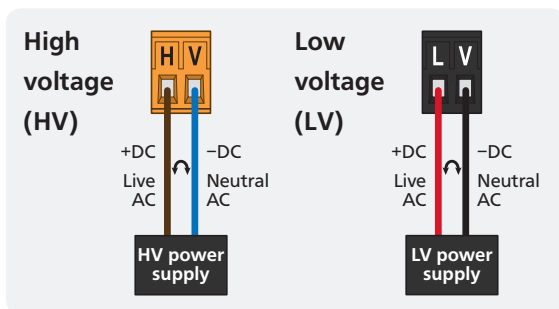 High
voltage
(HV)
H V
+DC
−DC
Live
AC
Neutral
AC
HV power
supply
Low
voltage
(LV)
L V
+DC
−DC
Live
AC
Neutral
AC
LV power
supply